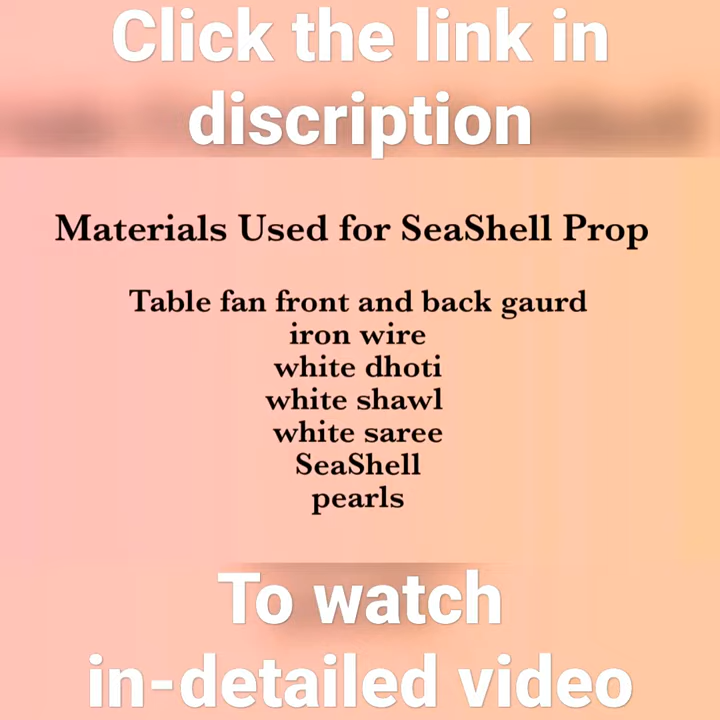 Click the link in
discription
Materials Used for SeaShell Prop
Table fan front and back gaurd
iron wire
white dhoti
white shawl
white saree
SeaShell
pearls
To watch
in-detailed video